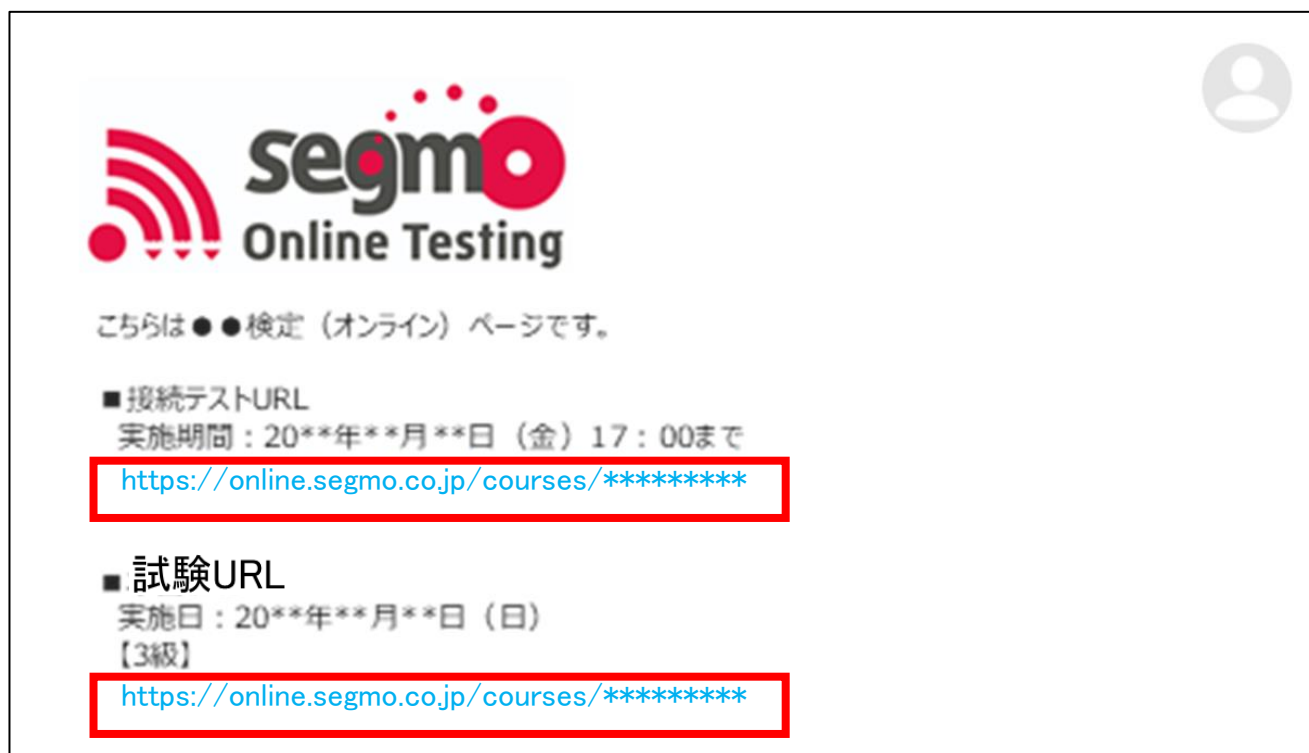 segmo
Online Testing
こちらは●●検定（オンライン）ページです。
■接続テストURL
実施期間：20**年**月**日（金）17：00まで
https://online.segmo.co.jp/courses/*********
■試験URL
実施日：20**年**月**日（日）
【3級】
https://online.segmo.co.jp/courses/*********